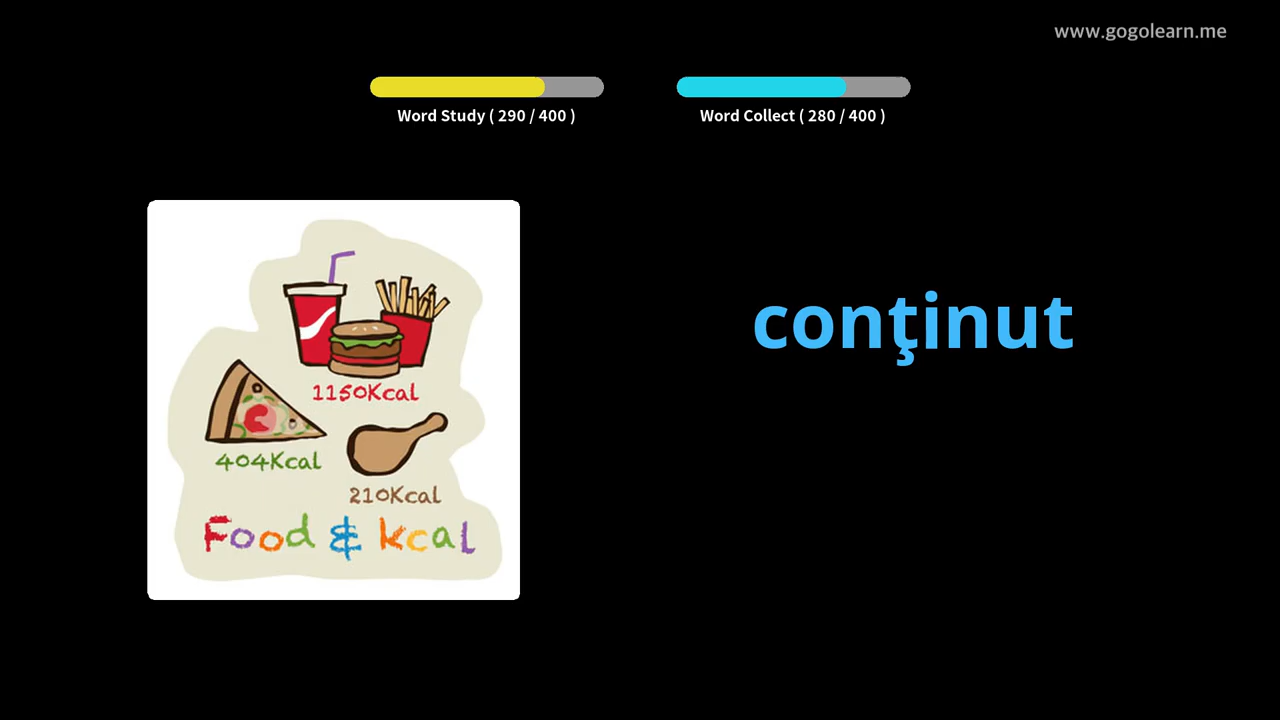 www.gogolearn.me
Word Study ( 290 / 400 )
Word Collect ( 280 / 400 )
conţinut
1150Kcal
404Kcal
210Kcal
Food & kcal